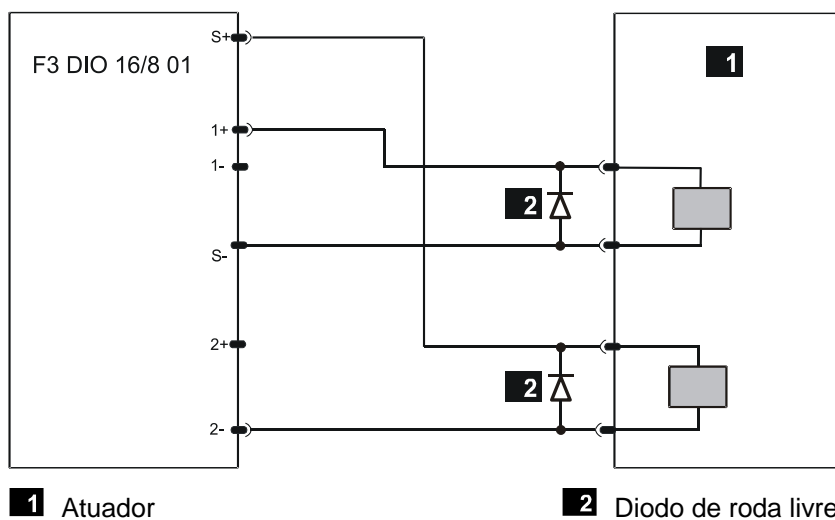 F3 DIO 16/8 01
S+
1+
1-
S-
2+
2-
1
2
2
1 Atuador
2 Diodo de roda livre